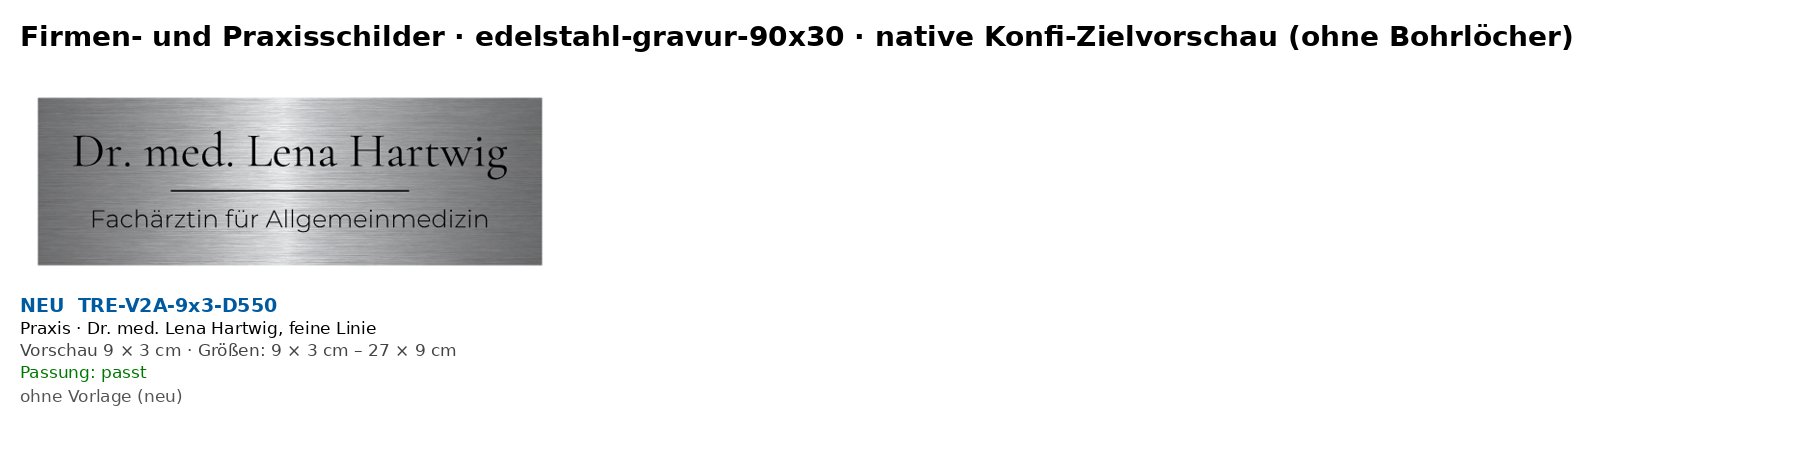 Firmen- und Praxisschilder · edelstahl-gravur-90x30 · native Konfi-Zielvorschau (ohne Bohrlöcher)
Dr. med. Lena Hartwig
Fachärztin für Allgemeinmedizin
NEU TRE-V2A-9x3-D550
Praxis · Dr. med. Lena Hartwig, feine Linie
Vorschau 9 × 3 cm · Größen: 9 × 3 cm – 27 × 9 cm
Passung: passt
ohne Vorlage (neu)